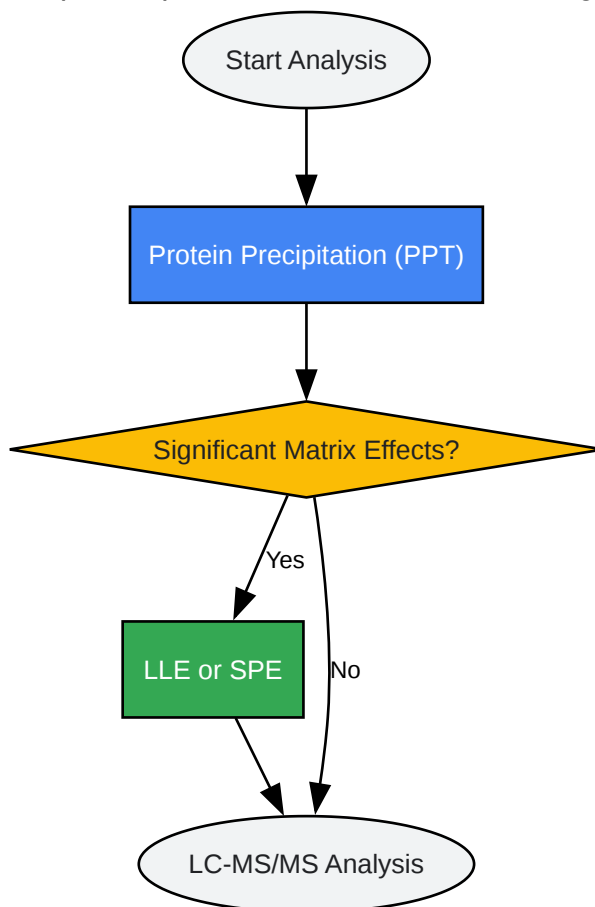 Start Analysis
Protein Precipitation (PPT)
Significant Matrix Effects?
Yes
LLE or SPE
No
LC-MS/MS Analysis